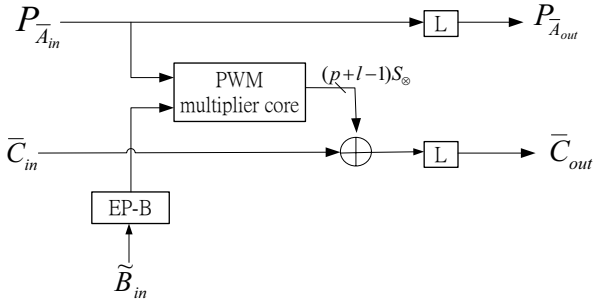 P_{\overline{A}_{in}}
L
P_{\overline{A}_{out}}
PWM
multiplier core
(p+l−1)S_⊗
\overline{C}_{in}
L
\overline{C}_{out}
EP-B
\widetilde{B}_{in}